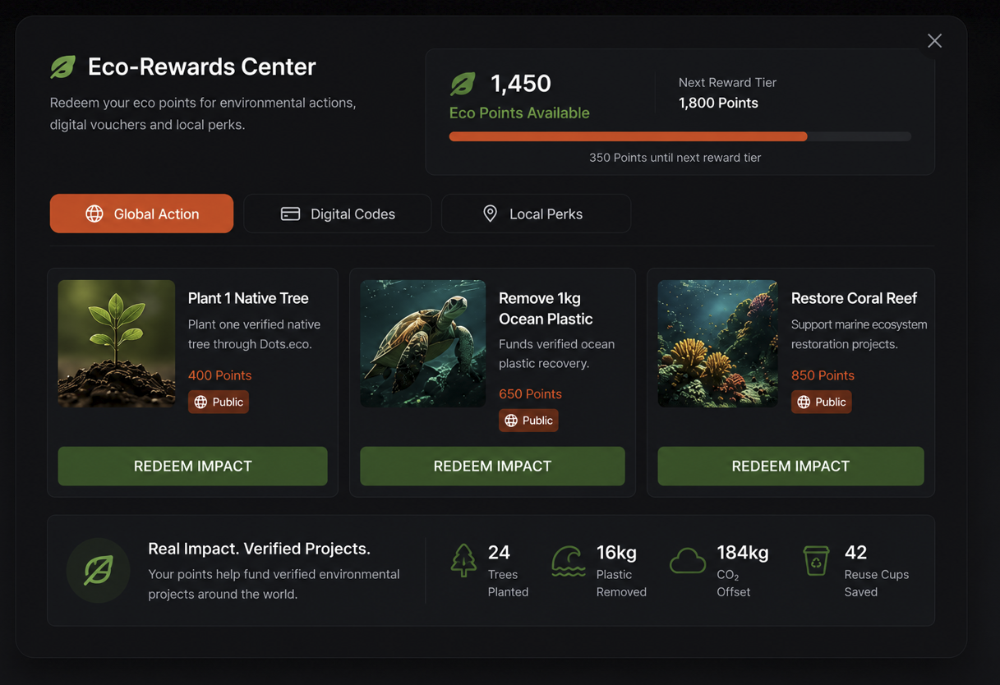 Eco-Rewards Center
Redeem your eco points for environmental actions,
digital vouchers and local perks.
1,450
Eco Points Available
Next Reward Tier
1,800 Points
350 Points until next reward tier
Global Action
Digital Codes
Local Perks
Plant 1 Native Tree
Plant one verified native
tree through Dots.eco.
400 Points
Public
REDEEM IMPACT
Remove 1kg
Ocean Plastic
Funds verified ocean
plastic recovery.
650 Points
Public
REDEEM IMPACT
Restore Coral Reef
Support marine ecosystem
restoration projects.
850 Points
Public
REDEEM IMPACT
Real Impact. Verified Projects.
Your points help fund verified environmental
projects around the world.
24
Trees
Planted
16kg
Plastic
Removed
184kg
CO₂
Offset
42
Reuse Cups
Saved